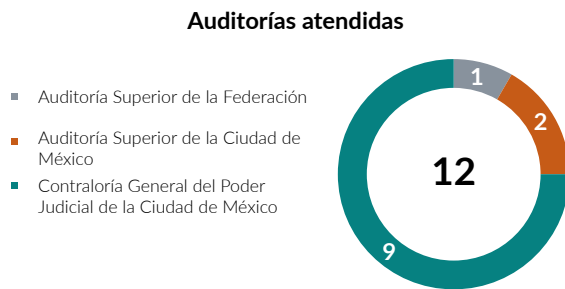 Auditorías atendidas
Auditoría Superior de la Federación
Auditoría Superior de la Ciudad de
México
Contraloría General del Poder
Judicial de la Ciudad de México
1
2
12
9